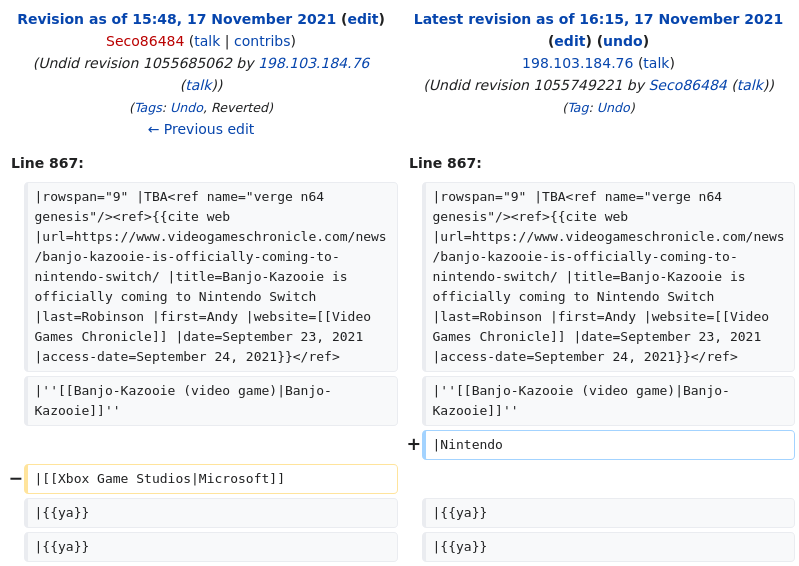 Revision as of 15:48, 17 November 2021 (edit)
Seco86484 (talk | contribs)
(Undid revision 1055685062 by 198.103.184.76
(talk))
(Tags: Undo, Reverted)
← Previous edit
Latest revision as of 16:15, 17 November 2021
(edit) (undo)
198.103.184.76 (talk)
(Undid revision 1055749221 by Seco86484 (talk))
(Tag: Undo)
Line 867:
Line 867:
|rowspan="9" |TBA<ref name="verge n64
genesis"/><ref>{{cite web
|url=https://www.videogameschronicle.com/news
/banjo-kazooie-is-officially-coming-to-
nintendo-switch/ |title=Banjo-Kazooie is
officially coming to Nintendo Switch
|last=Robinson |first=Andy |website=[[Video
Games Chronicle]] |date=September 23, 2021
|access-date=September 24, 2021}}</ref>
|rowspan="9" |TBA<ref name="verge n64
genesis"/><ref>{{cite web
|url=https://www.videogameschronicle.com/news
/banjo-kazooie-is-officially-coming-to-
nintendo-switch/ |title=Banjo-Kazooie is
officially coming to Nintendo Switch
|last=Robinson |first=Andy |website=[[Video
Games Chronicle]] |date=September 23, 2021
|access-date=September 24, 2021}}</ref>
|''[[Banjo-Kazooie (video game)|Banjo-
Kazooie]]''
|''[[Banjo-Kazooie (video game)|Banjo-
Kazooie]]''
+ |Nintendo
− |[[Xbox Game Studios|Microsoft]]
|{{ya}}
|{{ya}}
|{{ya}}
|{{ya}}